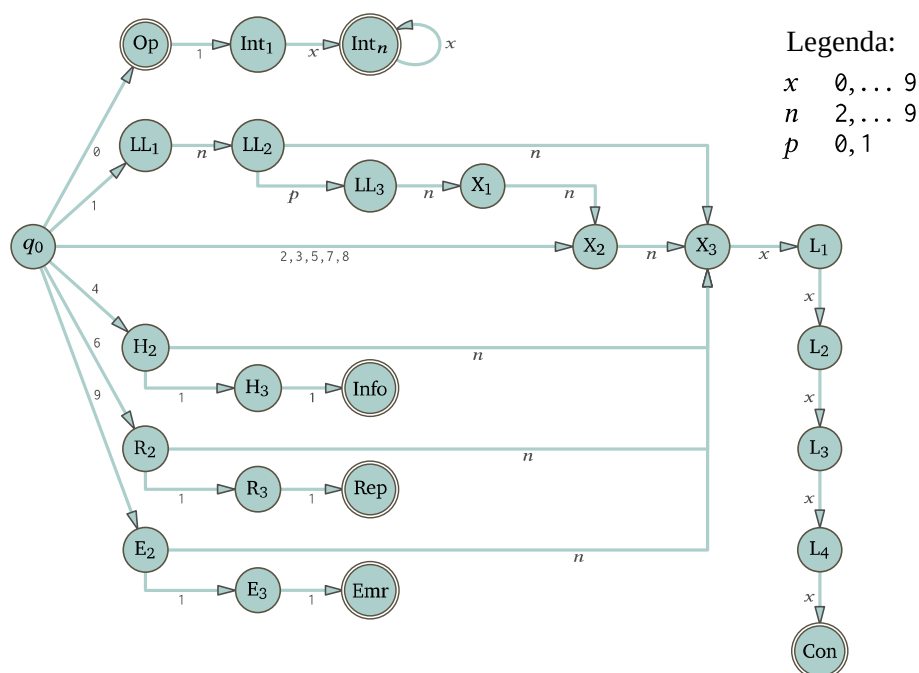 Op 1 Int1 x Intn x
Legenda:
x 0,... 9
n 2,... 9
p 0,1
0
LL1 n LL2 n
p LL3 n X1 n
1
q0 2,3,5,7,8 X2 n X3 x L1
4
x
6
H2 n L2
1 H3 1 Info
9
x
R2 n L3
1 R3 1 Rep
x
E2 n L4
1 E3 1 Emr
x
Con